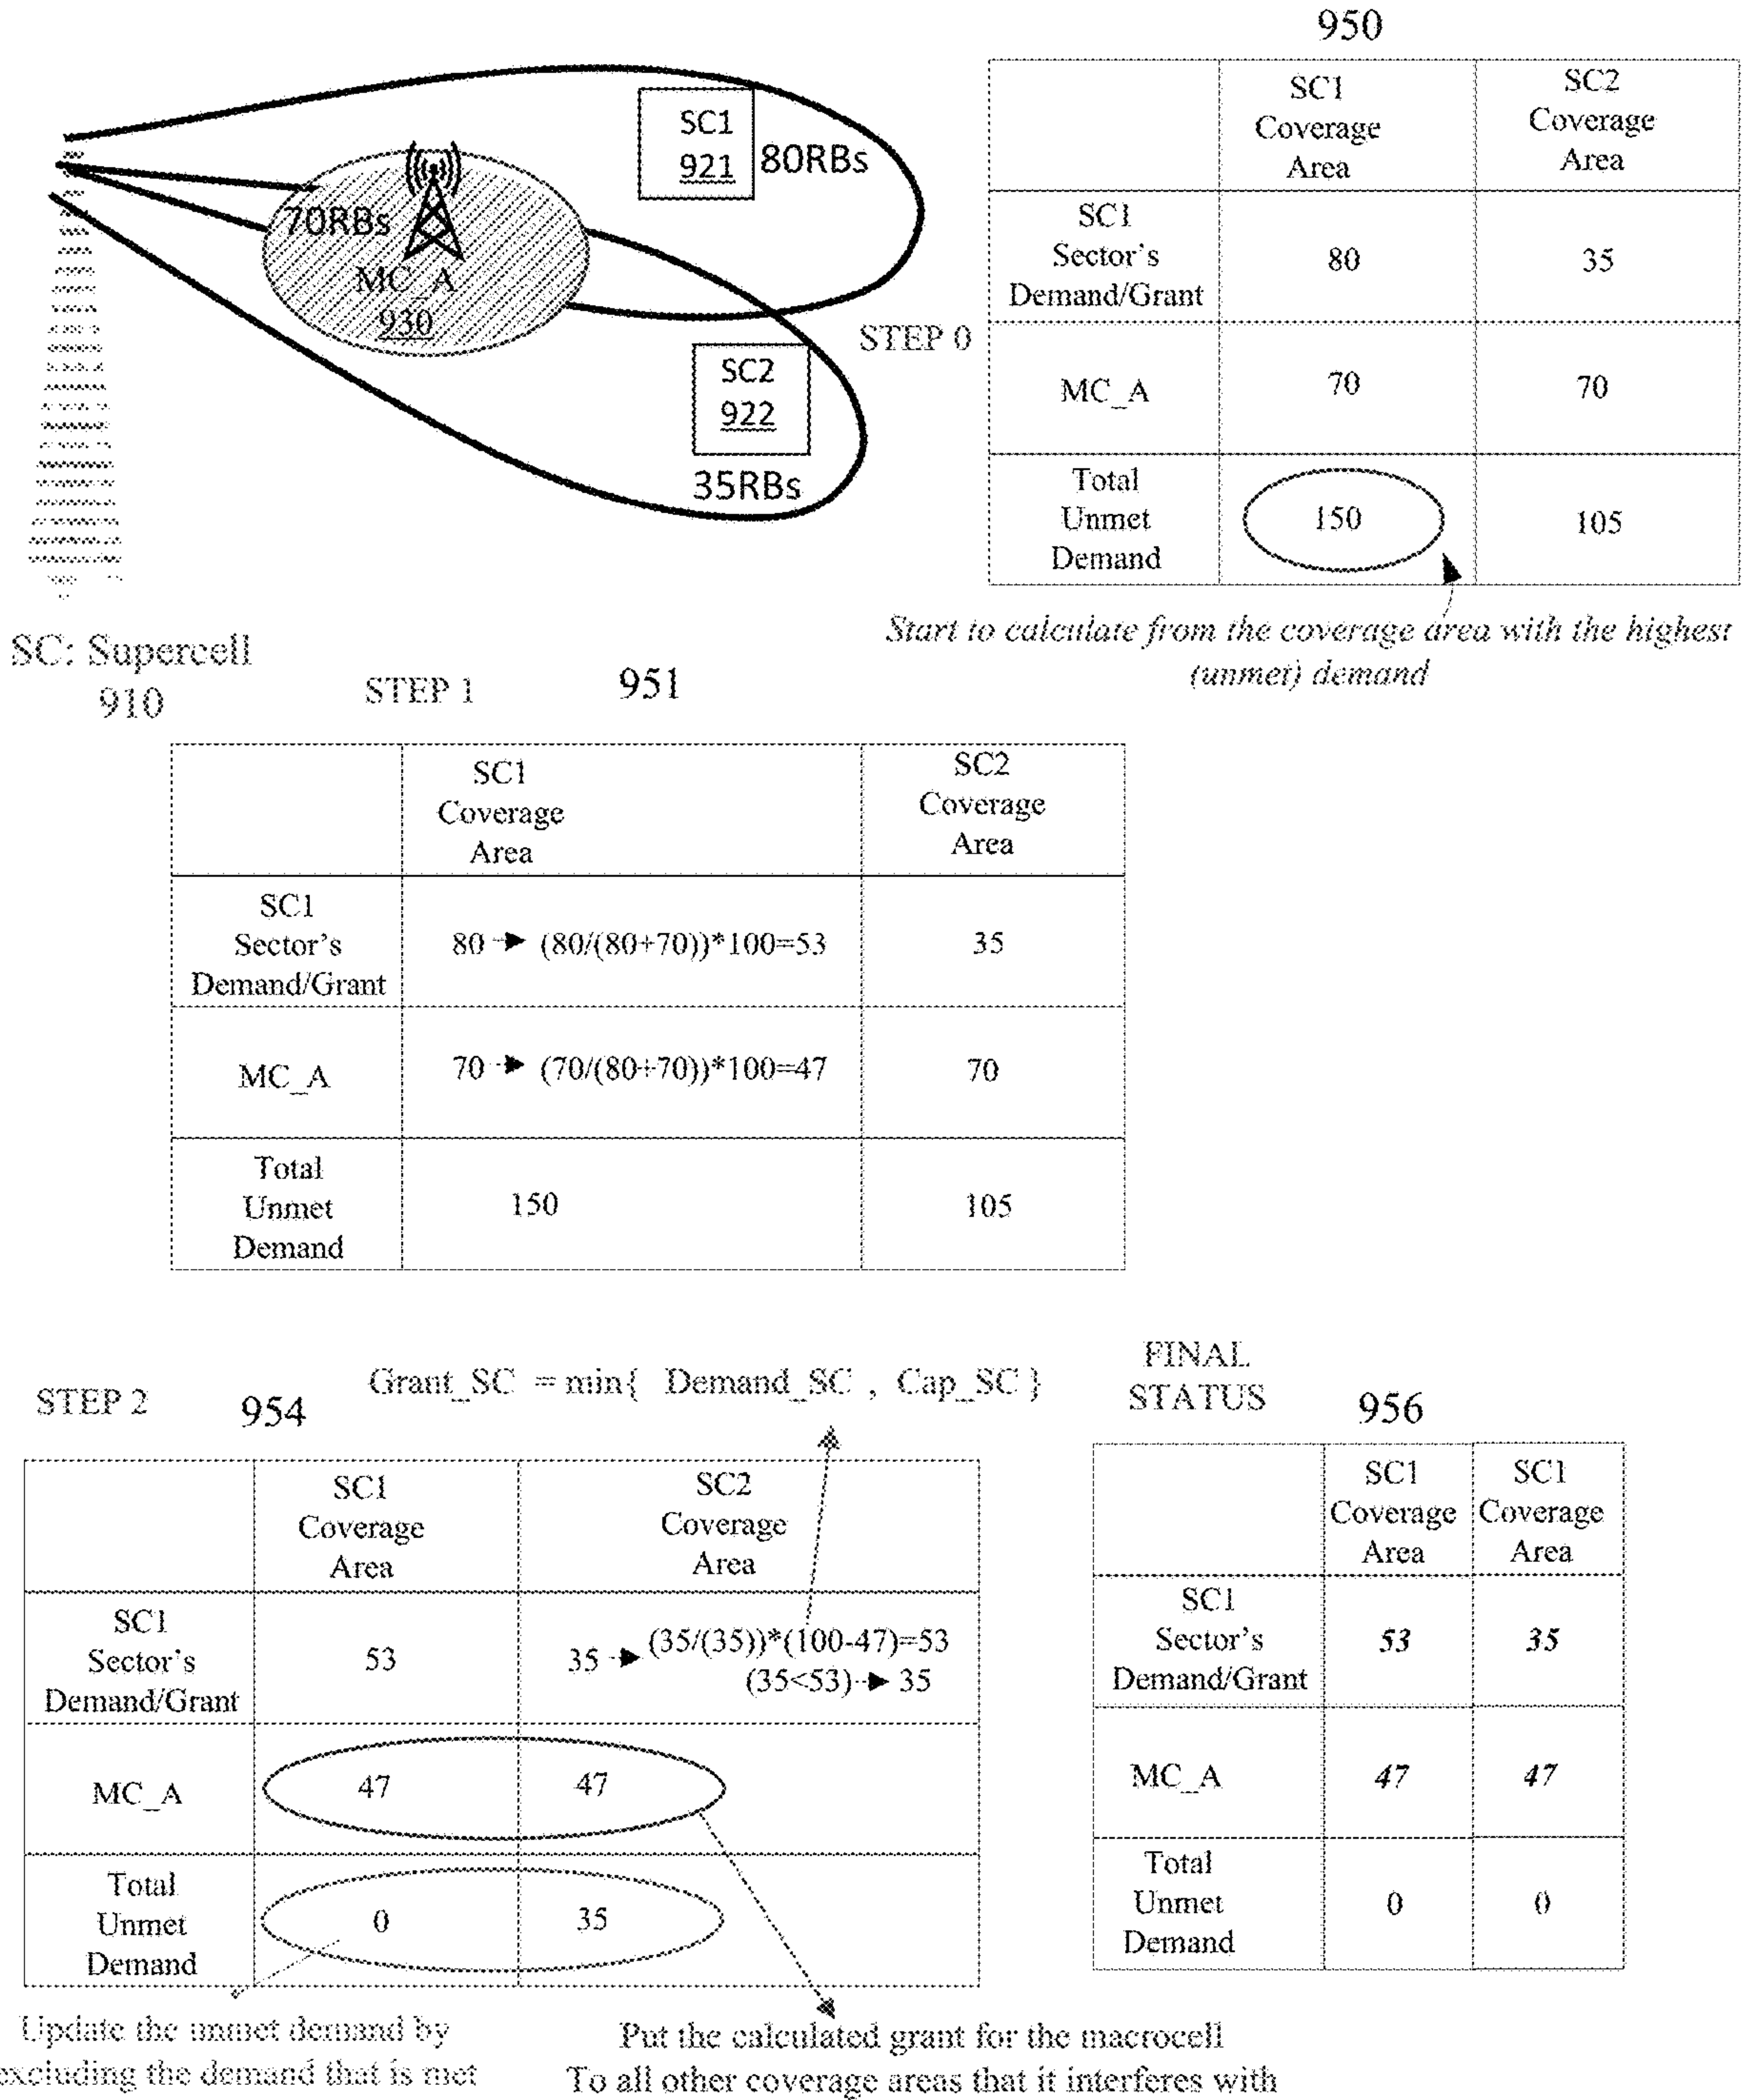 950
SC1
921
80RBs
70RBs
MC_A
930
SC2
922
35RBs
SC: Supercell
910
STEP 0
SC1
Coverage
Area
SC2
Coverage
Area
SC1
Sector's
Demand/Grant
80
35
MC_A
70
70
Total
Unmet
Demand
150
105
Start to calculate from the coverage area with the highest
(unmet) demand
STEP 1
951
SC1
Coverage
Area
SC2
Coverage
Area
SC1
Sector's
Demand/Grant
80 → (80/(80+70))*100=53
35
MC_A
70 → (70/(80+70))*100=47
70
Total
Unmet
Demand
150
105
STEP 2
954
Grant_SC = min{ Demand_SC , Cap_SC }
SC1
Coverage
Area
SC2
Coverage
Area
SC1
Sector's
Demand/Grant
53
35 → (35/(35))*(100-47)=53
(35<53) → 35
MC_A
47
47
Total
Unmet
Demand
0
35
Update the unmet demand by
excluding the demand that is met
Put the calculated grant for the macrocell
To all other coverage areas that it interferes with
FINAL
STATUS
956
SC1
Coverage
Area
SC1
Coverage
Area
SC1
Sector's
Demand/Grant
53
35
MC_A
47
47
Total
Unmet
Demand
0
0